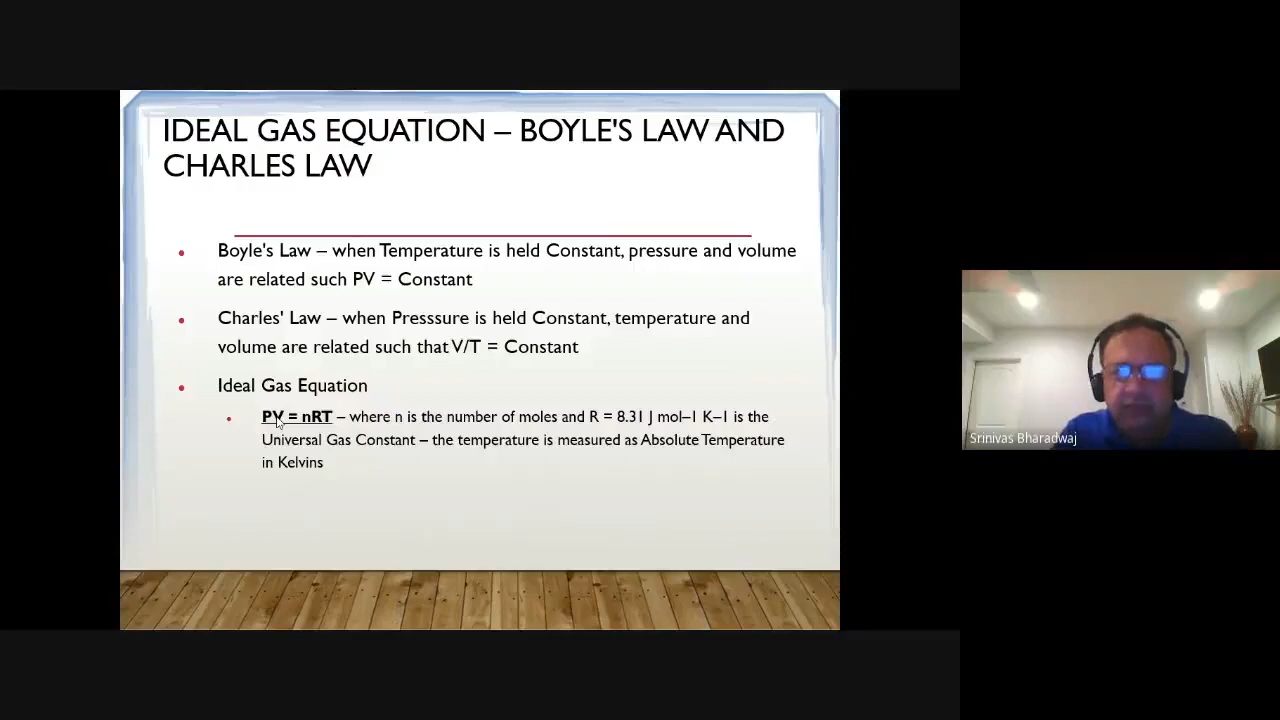 IDEAL GAS EQUATION – BOYLE'S LAW AND
CHARLES LAW
• Boyle's Law – when Temperature is held Constant, pressure and volume
are related such PV = Constant
• Charles' Law – when Presssure is held Constant, temperature and
volume are related such that V/T = Constant
• Ideal Gas Equation
• PV = nRT – where n is the number of moles and R = 8.31 J mol–1 K–1 is the
Universal Gas Constant – the temperature is measured as Absolute Temperature
in Kelvins
Srinivas Bharadwaj